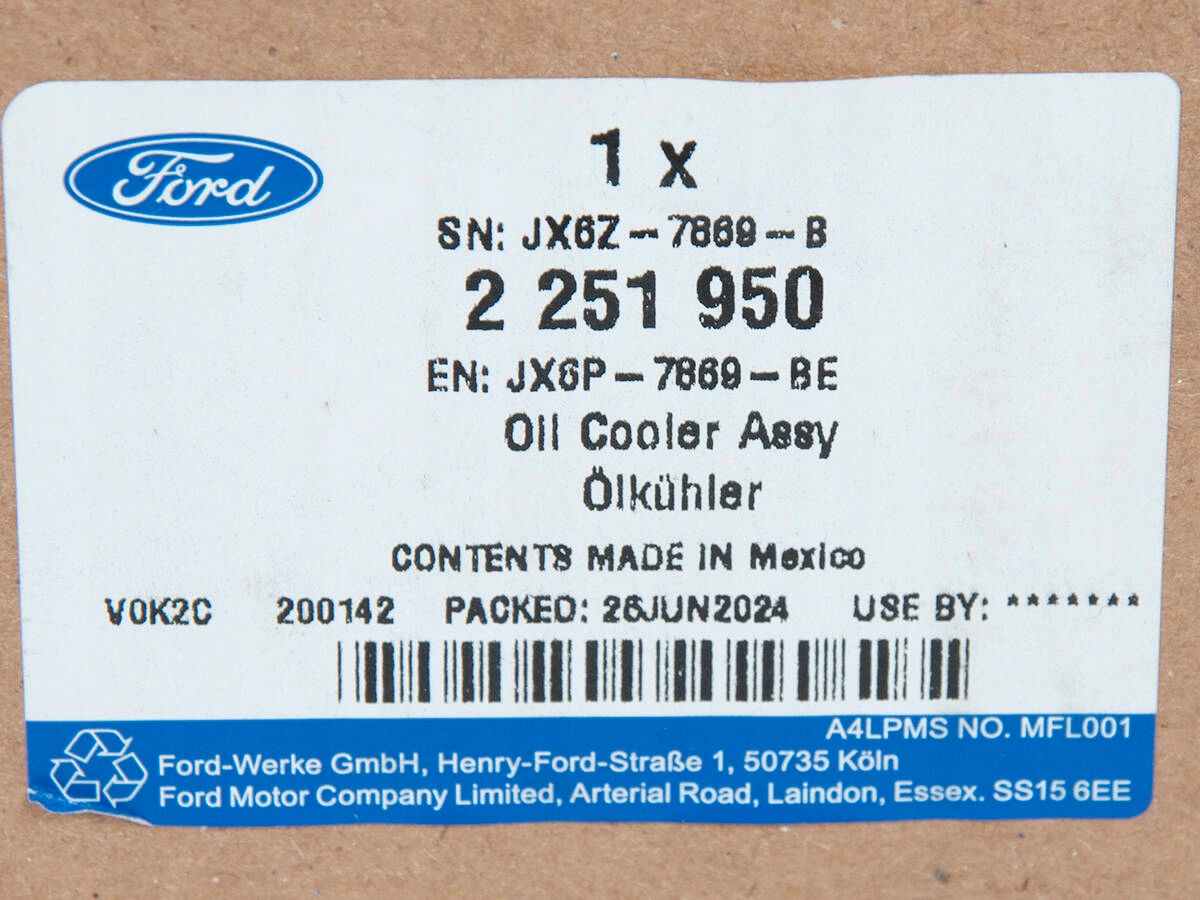 Ford
1 x
SN: JX6Z-7869-B
2 251 950
EN: JX6P-7869-BE
Oil Cooler Assy
Ölkühler
CONTENTS MADE IN Mexico
V0K2C 200142 PACKED: 26JUN2024 USE BY: *******
A4LPMS NO. MFL001
Ford-Werke GmbH, Henry-Ford-Straße 1, 50735 Köln
Ford Motor Company Limited, Arterial Road, Laindon, Essex. SS15 6EE